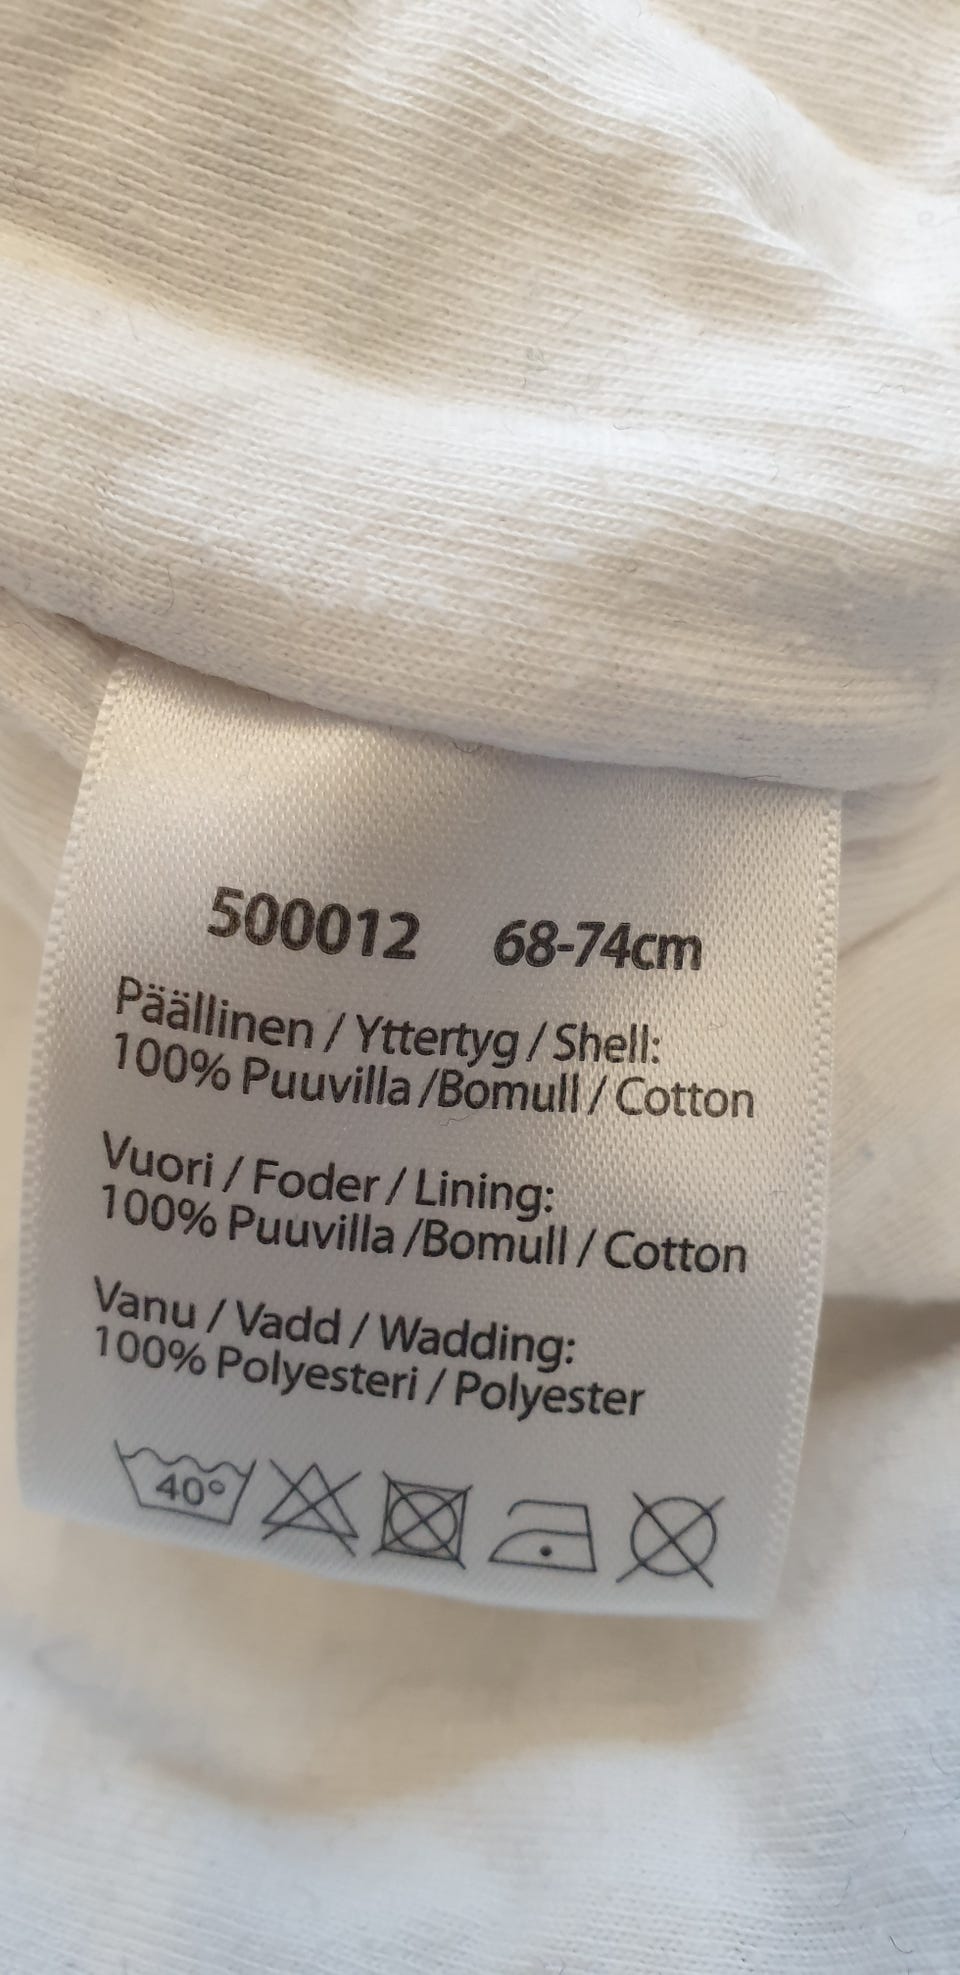 500012 68-74cm
Päällinen / Yttertyg / Shell:
100% Puuvilla /Bomull / Cotton
Vuori / Foder / Lining:
100% Puuvilla /Bomull / Cotton
Vanu / Vadd / Wadding:
100% Polyesteri / Polyester
40°